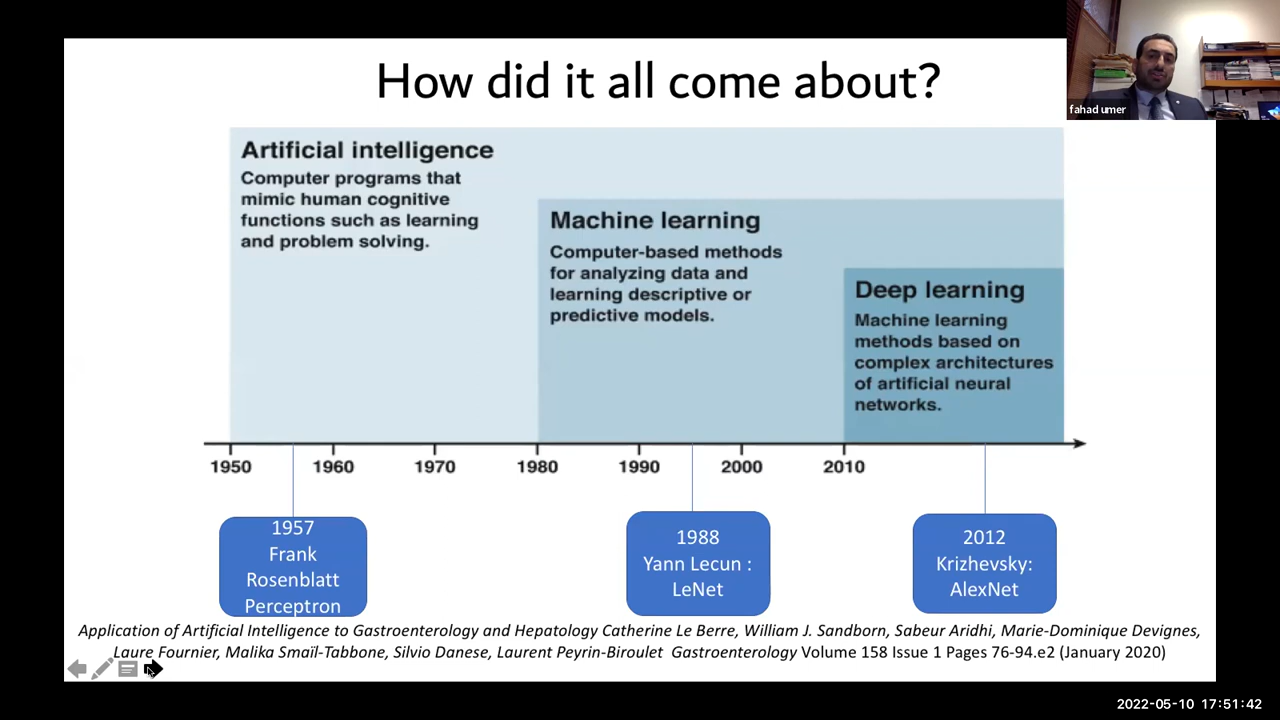 How did it all come about?
fahad umer
Artificial intelligence
Computer programs that
mimic human cognitive
functions such as learning
and problem solving.
Machine learning
Computer-based methods
for analyzing data and
learning descriptive or
predictive models.
Deep learning
Machine learning
methods based on
complex architectures
of artificial neural
networks.
1950 1960 1970 1980 1990 2000 2010
1957
Frank
Rosenblatt
Perceptron
1988
Yann Lecun :
LeNet
2012
Krizhevsky:
AlexNet
Application of Artificial Intelligence to Gastroenterology and Hepatology Catherine Le Berre, William J. Sandborn, Sabeur Aridhi, Marie-Dominique Devignes,
Laure Fournier, Malika Smaïl-Tabbone, Silvio Danese, Laurent Peyrin-Biroulet Gastroenterology Volume 158 Issue 1 Pages 76-94.e2 (January 2020)
2022-05-10 17:51:42